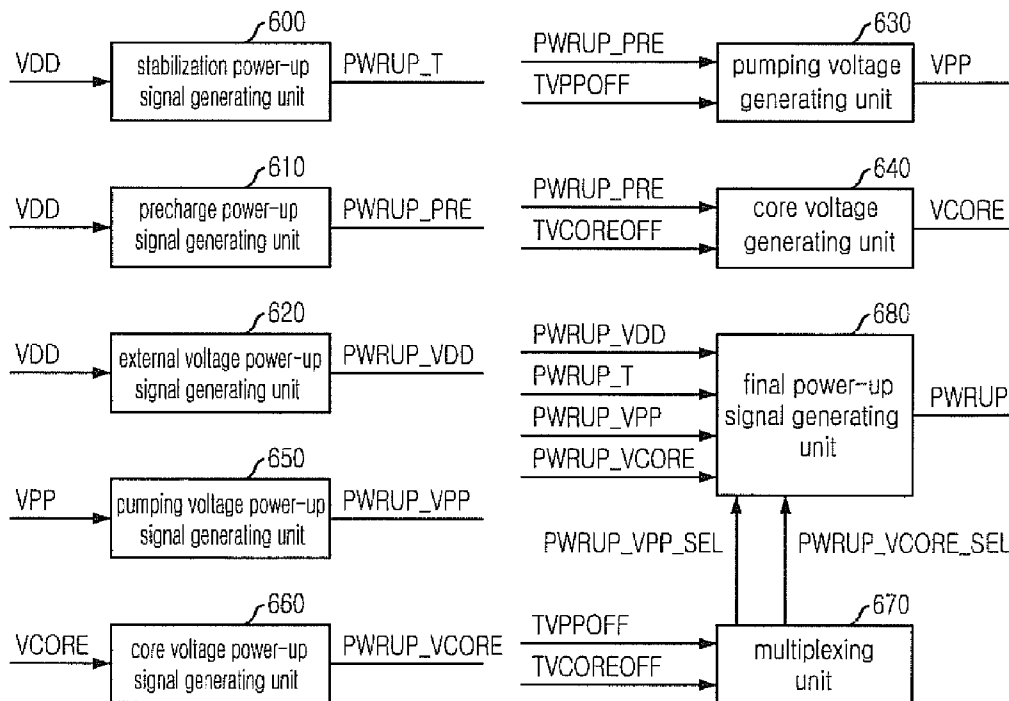 600
VDD
stabilization power-up
signal generating unit
PWRUP_T
610
VDD
precharge power-up
signal generating unit
PWRUP_PRE
620
VDD
external voltage power-up
signal generating unit
PWRUP_VDD
650
VPP
pumping voltage power-up
signal generating unit
PWRUP_VPP
660
VCORE
core voltage power-up
signal generating unit
PWRUP_VCORE
630
PWRUP_PRE
TVPPOFF
pumping voltage
generating unit
VPP
640
PWRUP_PRE
TVCOREOFF
core voltage
generating unit
VCORE
680
PWRUP_VDD
PWRUP_T
PWRUP_VPP
PWRUP_VCORE
final power-up
signal generating
unit
PWRUP
PWRUP_VPP_SEL
PWRUP_VCORE_SEL
670
TVPPOFF
TVCOREOFF
multiplexing
unit